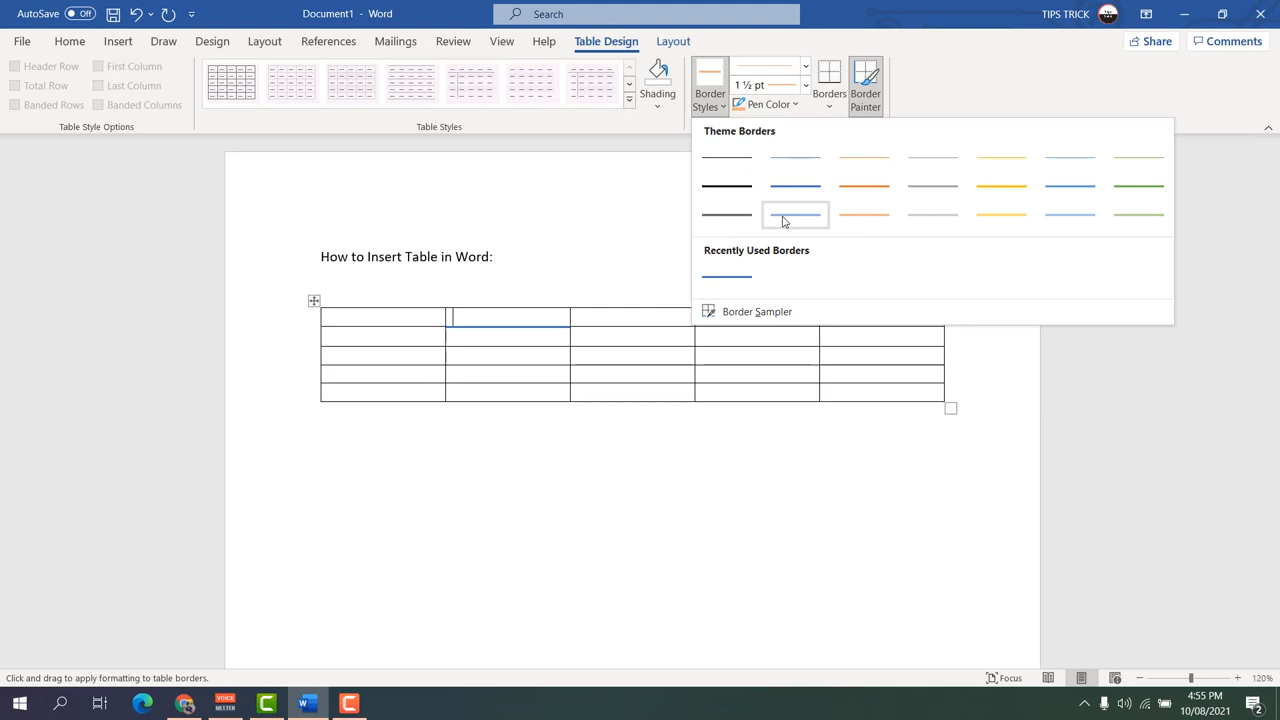 AutoSave Off Document1 - Word Search TIPS TRICK
File Home Insert Draw Design Layout References Mailings Review View Help Table Design Layout Share Comments
Header Row First Column
Total Row Last Column
Banded Rows Banded Columns
Table Style Options
Table Styles
Shading
Border Styles
1 ½ pt
Pen Color
Borders
Border Painter
Theme Borders
Recently Used Borders
Border Sampler
How to Insert Table in Word:
Click and drag to apply formatting to table borders.
Focus
120%
VOICE
MEETER
4:55 PM
10/08/2021
2